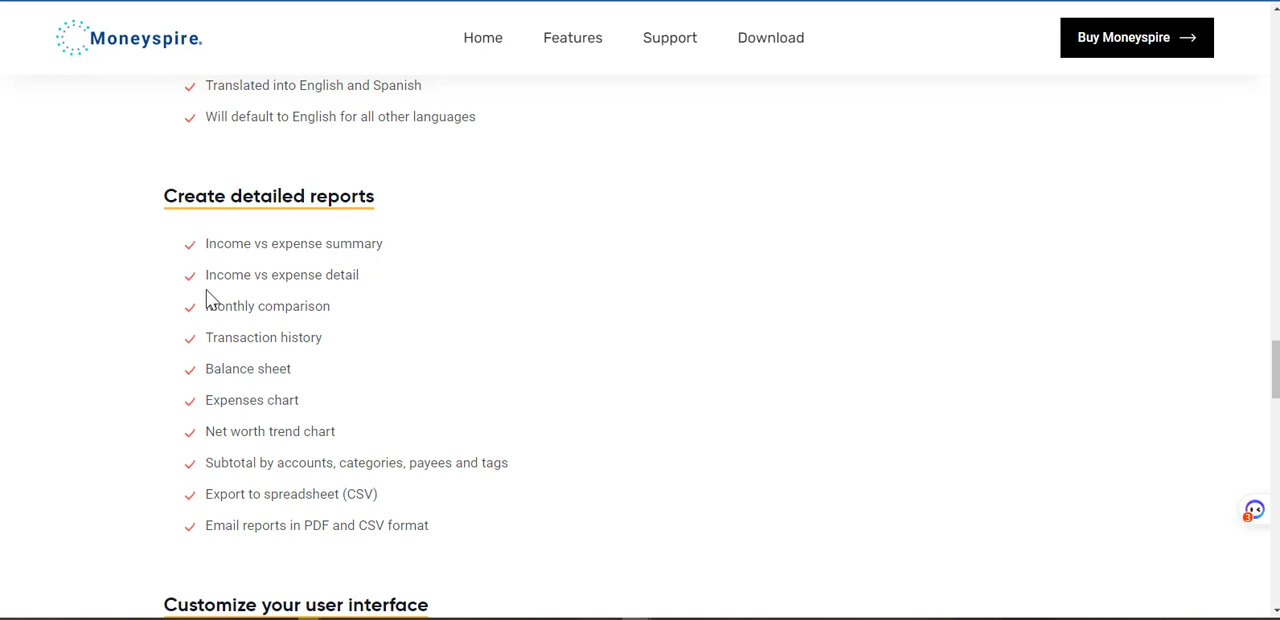 Moneyspire.
Home Features Support Download
Buy Moneyspire
Translated into English and Spanish
Will default to English for all other languages
Create detailed reports
Income vs expense summary
Income vs expense detail
Monthly comparison
Transaction history
Balance sheet
Expenses chart
Net worth trend chart
Subtotal by accounts, categories, payees and tags
Export to spreadsheet (CSV)
Email reports in PDF and CSV format
3
Customize your user interface